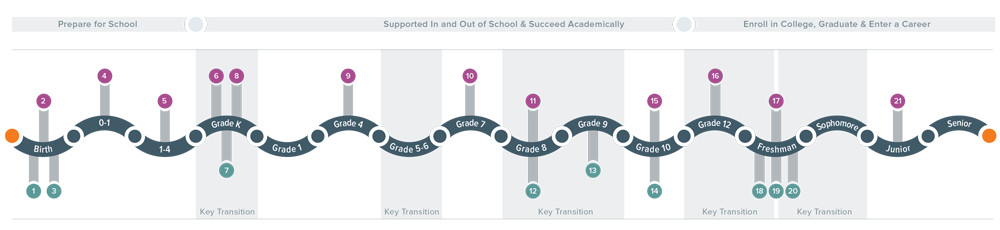 Prepare for School
Supported In and Out of School & Succeed Academically
Enroll in College, Graduate & Enter a Career
2
4
5
6
8
9
10
11
15
16
17
21
Birth
0-1
1-4
Grade K
Grade 1
Grade 4
Grade 5-6
Grade 7
Grade 8
Grade 9
Grade 10
Grade 12
Freshman
Sophomore
Junior
Senior
1
3
7
12
13
14
18
19
20
Key Transition
Key Transition
Key Transition
Key Transition
Key Transition